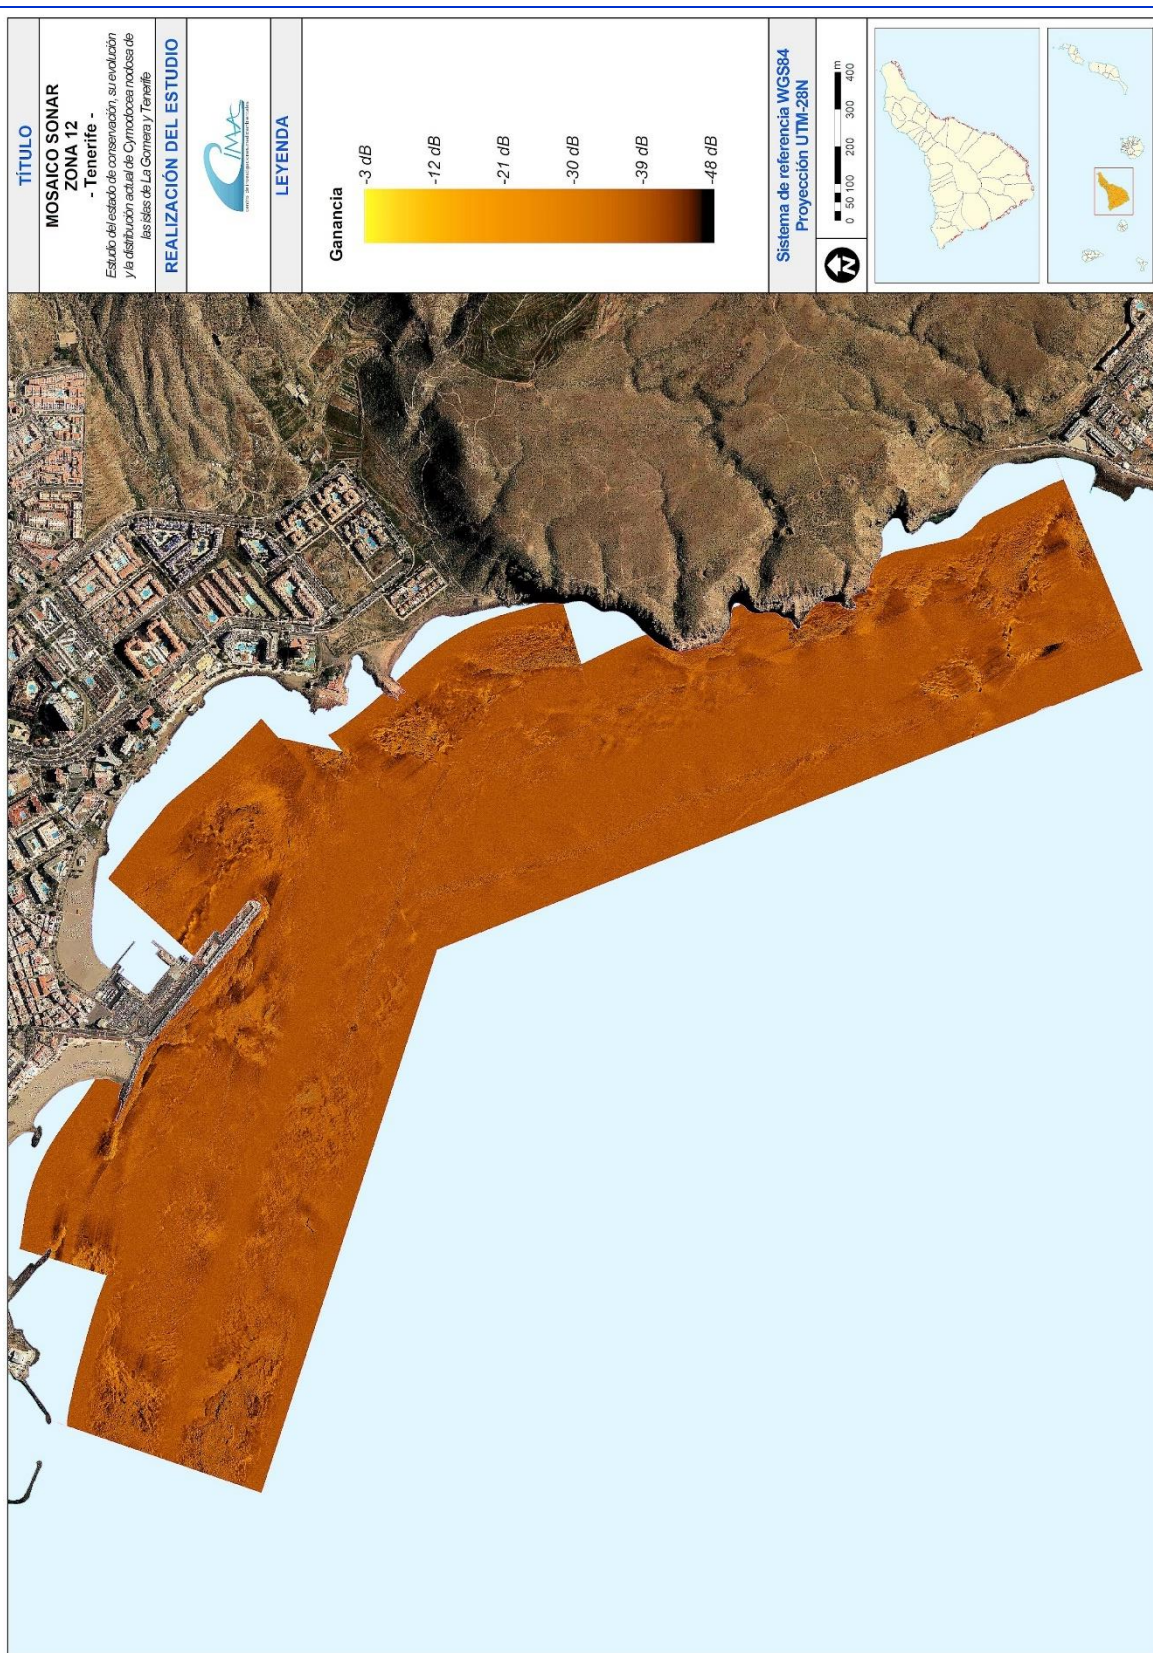 TÍTULO
MOSAICO SONAR
ZONA 12
- Tenerife -
Estudio del estado de conservación, su evolución
y la distribución actual de Cymodocea nodosa de
las islas de La Gomera y Tenerife
REALIZACIÓN DEL ESTUDIO
CIMA
LEYENDA
Ganancia
-3 dB
-12 dB
-21 dB
-30 dB
-39 dB
-48 dB
Sistema de referencia WGS84
Proyección UTM-28N
N
0 50 100 200 300 400 m